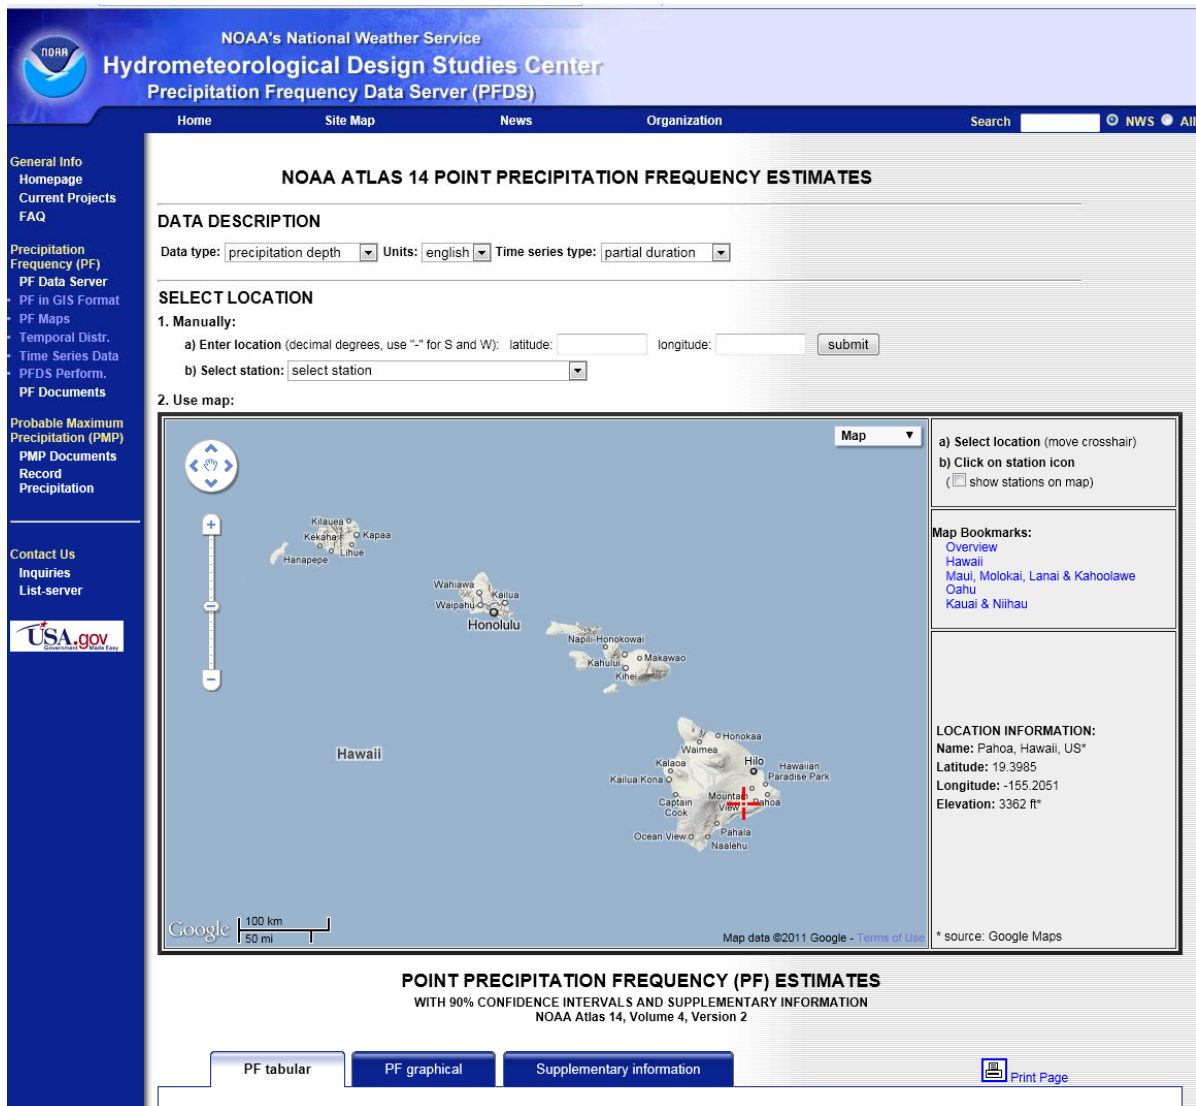 NOAA
NOAA's National Weather Service
Hydrometeorological Design Studies Center
Precipitation Frequency Data Server (PFDS)
Home Site Map News Organization Search NWS All
General Info
Homepage
Current Projects
FAQ
Precipitation
Frequency (PF)
PF Data Server
PF in GIS Format
PF Maps
Temporal Distr.
Time Series Data
PFDS Perform.
PF Documents
Probable Maximum
Precipitation (PMP)
PMP Documents
Record
Precipitation
Contact Us
Inquiries
List-server
USA.gov
Government Made Easy
NOAA ATLAS 14 POINT PRECIPITATION FREQUENCY ESTIMATES
DATA DESCRIPTION
Data type: precipitation depth Units: english Time series type: partial duration
SELECT LOCATION
1. Manually:
a) Enter location (decimal degrees, use "-" for S and W): latitude: longitude: submit
b) Select station: select station
2. Use map:
Map
Kilauea
Kekaha
Kapaa
Lihue
Hanapepe
Wahiawa
Kailua
Waipahu
Honolulu
Napili-Honokowai
Kahului
Makawao
Kihei
Hawaii
Honokaa
Waimea
Kalaoa
Hilo
Hawaiian
Paradise Park
Kailua Kona
Mountain
View
Pahoa
Captain
Cook
Ocean View
Pahala
Naalehu
Google
100 km
50 mi
Map data ©2011 Google - Terms of Use
a) Select location (move crosshair)
b) Click on station icon
( show stations on map)
Map Bookmarks:
Overview
Hawaii
Maui, Molokai, Lanai & Kahoolawe
Oahu
Kauai & Niihau
LOCATION INFORMATION:
Name: Pahoa, Hawaii, US*
Latitude: 19.3985
Longitude: -155.2051
Elevation: 3362 ft*
* source: Google Maps
POINT PRECIPITATION FREQUENCY (PF) ESTIMATES
WITH 90% CONFIDENCE INTERVALS AND SUPPLEMENTARY INFORMATION
NOAA Atlas 14, Volume 4, Version 2
PF tabular PF graphical Supplementary information
Print Page